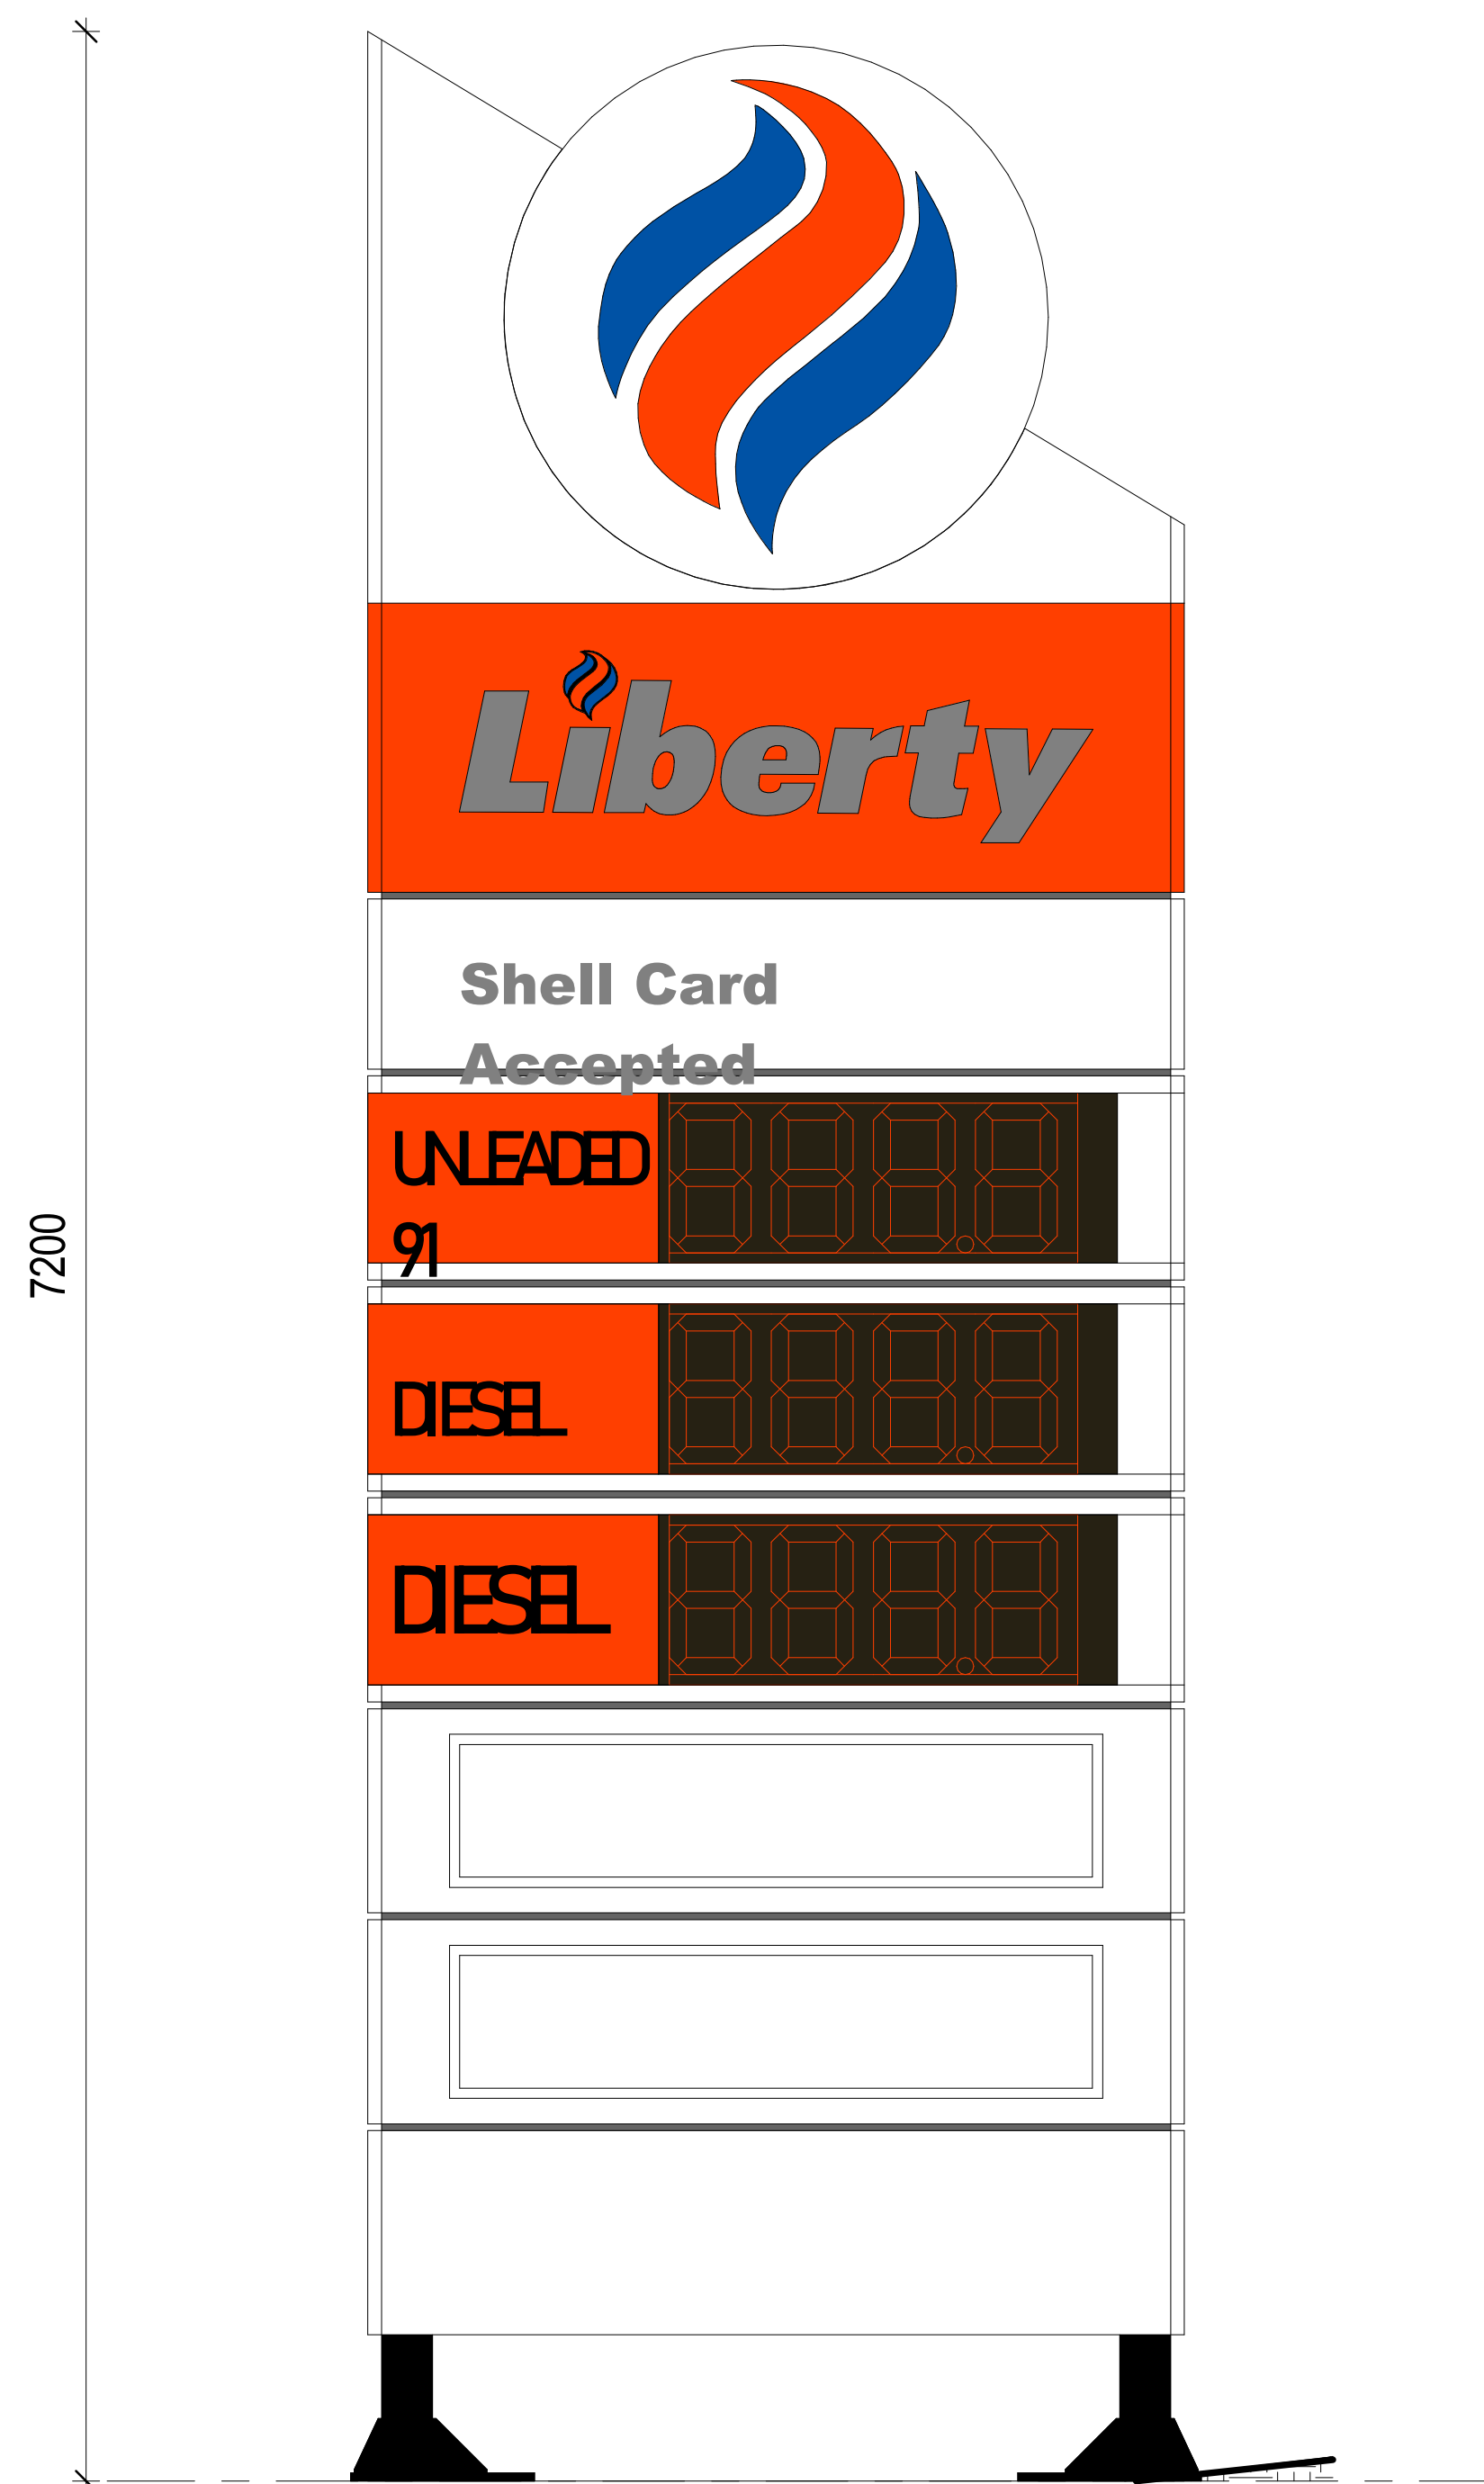 Liberty
Shell Card
Accepted
UNLEADED
91
DIESEL
DIESEL
7200